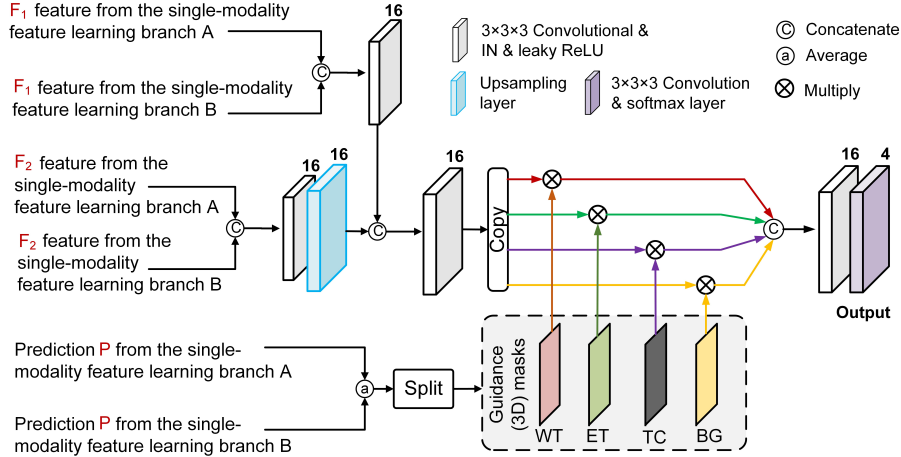 F1 feature from the single-modality
feature learning branch A
C
F1 feature from the single-modality
feature learning branch B
16
3×3×3 Convolutional &
IN & leaky ReLU
Upsampling
layer
3×3×3 Convolution
& softmax layer
C Concatenate
a Average
Multiply
F2 feature from the
single-modality
feature learning branch A
C
F2 feature from the
single-modality
feature learning branch B
16
16
C
16
Copy
C
16
4
Output
Prediction P from the single-
modality feature learning branch A
a
Split
Prediction P from the single-
modality feature learning branch B
Guidance
(3D) masks
WT
ET
TC
BG